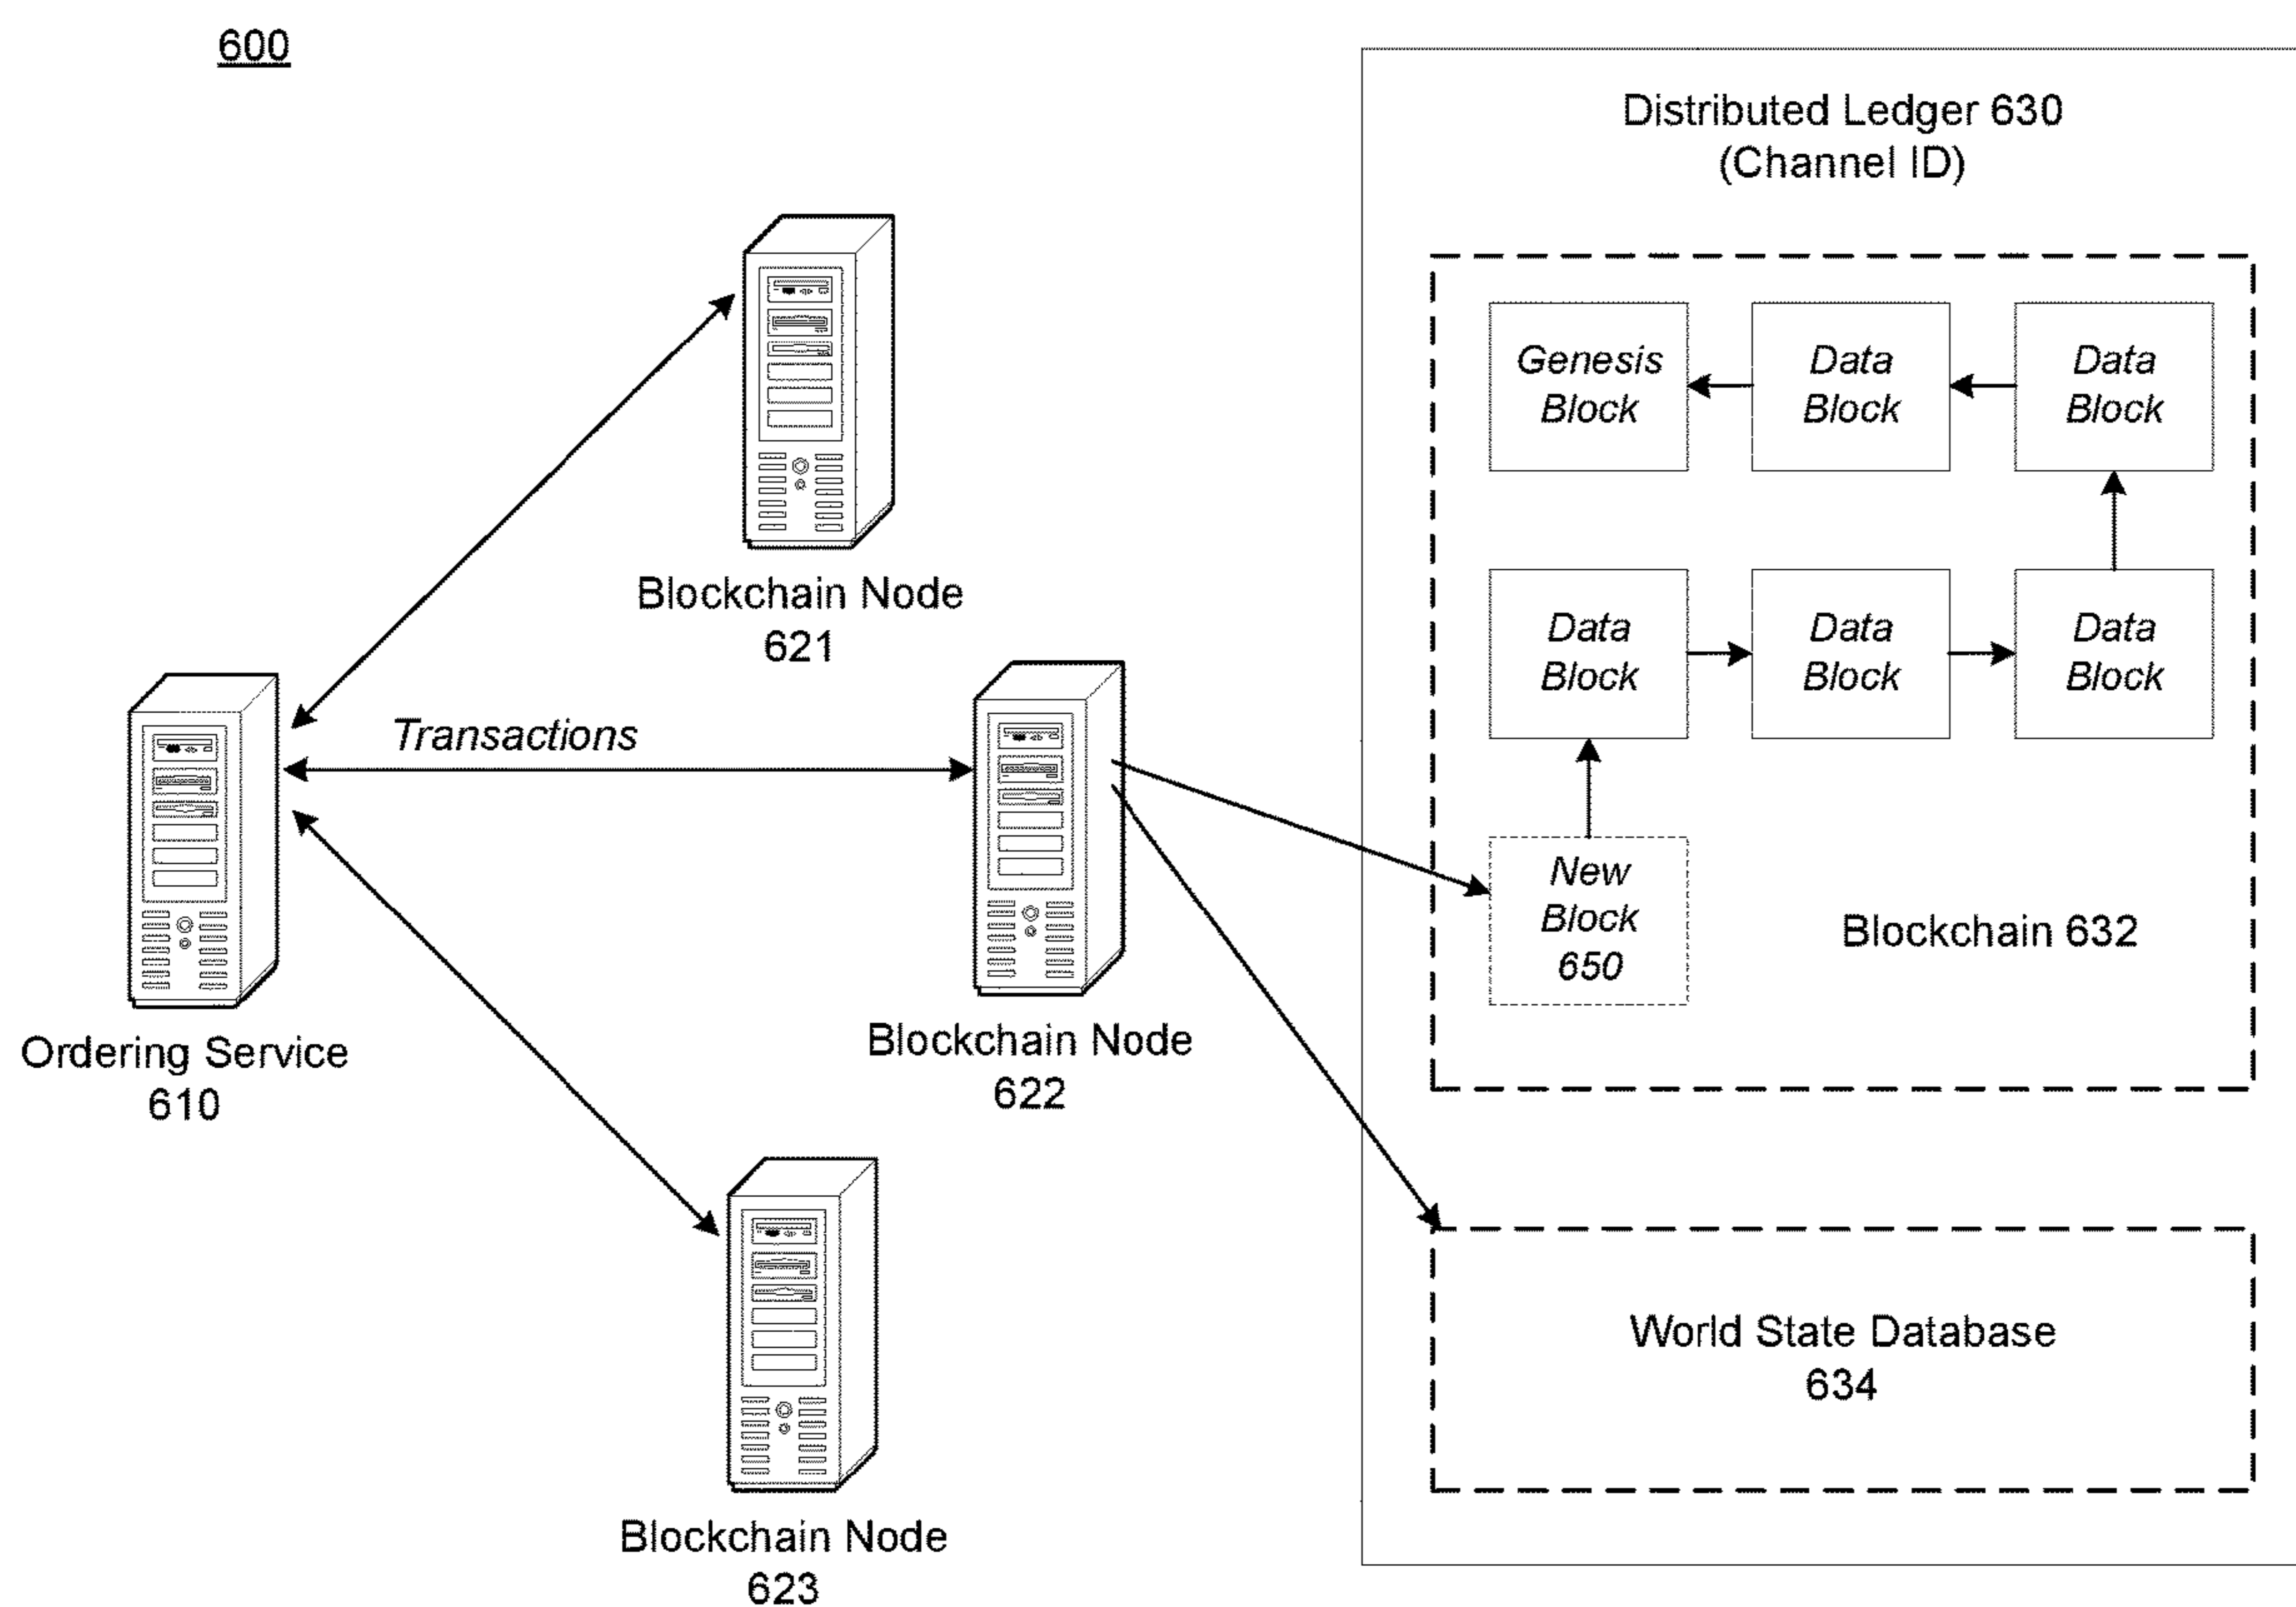 600
Distributed Ledger 630
(Channel ID)
Genesis
Block
Data
Block
Data
Block
Blockchain Node
621
Data
Block
Data
Block
Data
Block
Transactions
New
Block
650
Blockchain 632
Ordering Service
610
Blockchain Node
622
World State Database
634
Blockchain Node
623